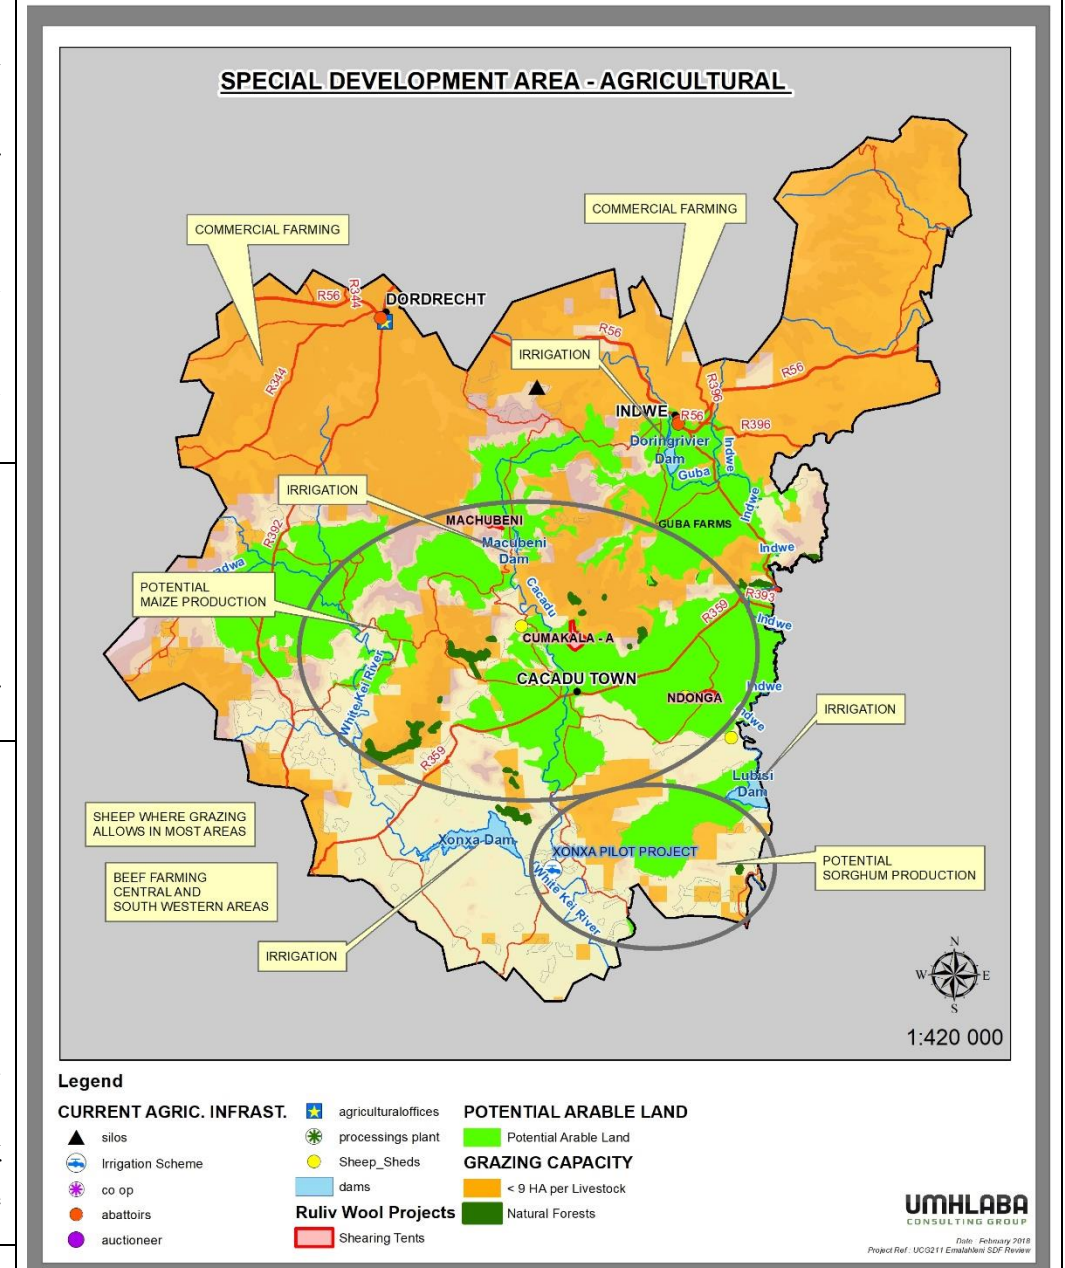 SPECIAL DEVELOPMENT AREA - AGRICULTURAL
COMMERCIAL FARMING
COMMERCIAL FARMING
R56
R344
DORDRECHT
R56
IRRIGATION
R344
R56
R396
INDWE
R56
R396
Doringrivier
Dam
Guba
Indwe
IRRIGATION
Indwe
MACHUBENI
GUBA FARMS
R392
Macubeni
Dam
Indwe
POTENTIAL
MAIZE PRODUCTION
Cacadu
R393
R359
Indwe
CUMAKALA - A
White Kei River
CACADU TOWN
Indwe
NDONGA
IRRIGATION
R359
Lubisi
Dam
SHEEP WHERE GRAZING
ALLOWS IN MOST AREAS
Xonxa Dam
XONXA PILOT PROJECT
POTENTIAL
SORGHUM PRODUCTION
BEEF FARMING
CENTRAL AND
SOUTH WESTERN AREAS
White Kei River
IRRIGATION
N
W E
S
1:420 000
Legend
CURRENT AGRIC. INFRAST.
silos
Irrigation Scheme
co op
abattoirs
auctioneer
agriculturaloffices
processings plant
Sheep_Sheds
dams
Ruliv Wool Projects
Shearing Tents
POTENTIAL ARABLE LAND
Potential Arable Land
GRAZING CAPACITY
< 9 HA per Livestock
Natural Forests
UMHLABA
CONSULTING GROUP
Date : February 2018
Project Ref : UCG211 Emalahleni SDF Review